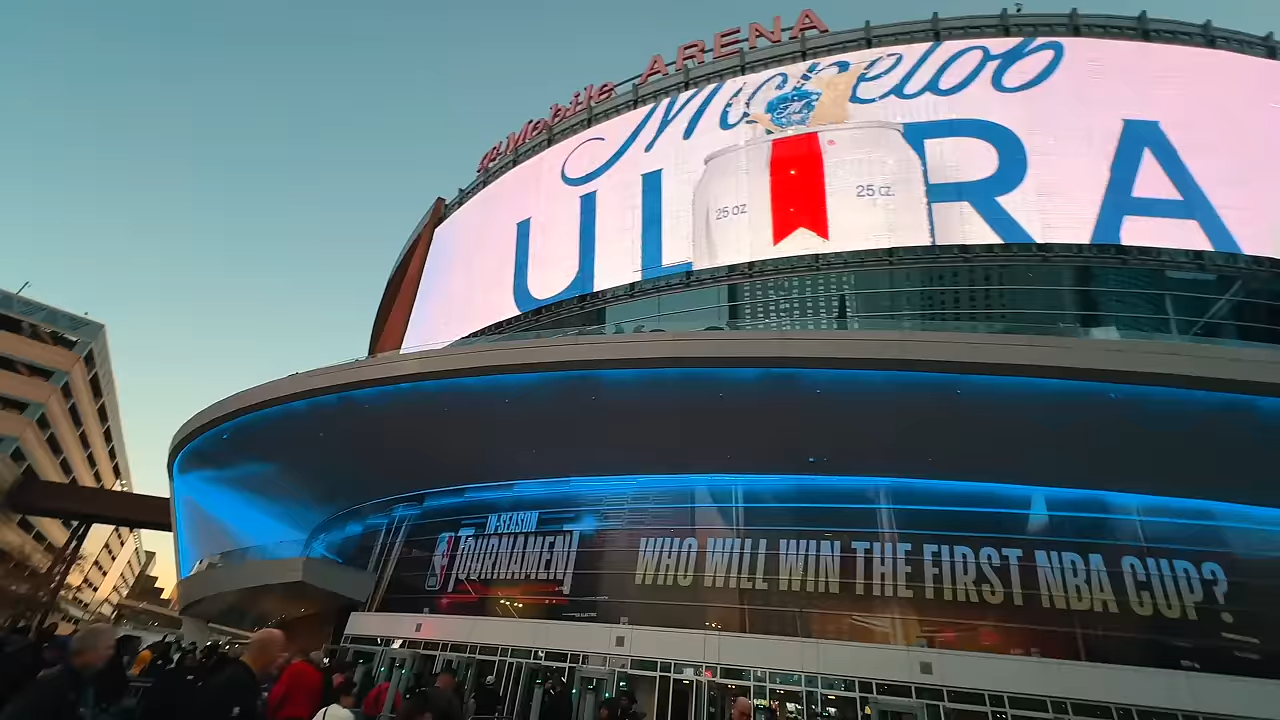 T-Mobile ARENA
Michelob
ULTRA
25 oz
25 oz.
IN-SEASON
TOURNAMENT
WHO WILL WIN THE FIRST NBA CUP?